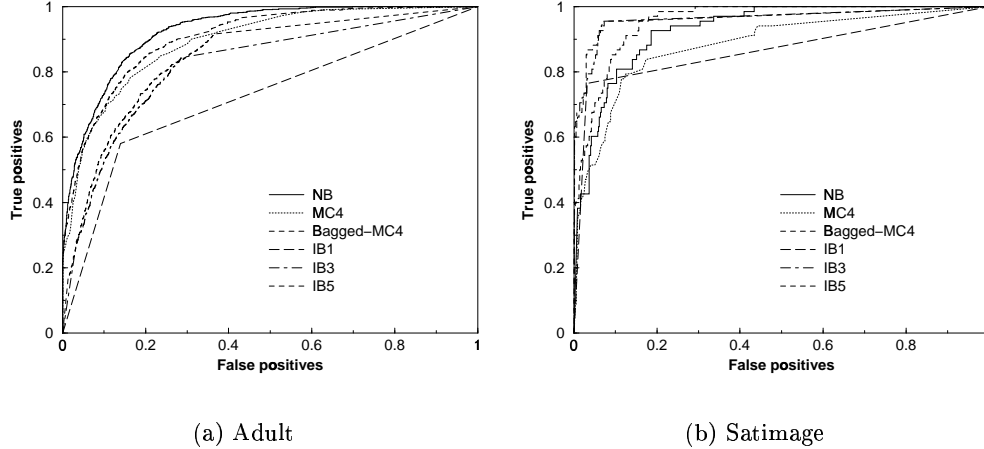 1
0.8
0.6
0.4
0.2
0
True positives
NB
MC4
Bagged−MC4
IB1
IB3
IB5
0 0.2 0.4 0.6 0.8 1
False positives
(a) Adult
1
0.8
0.6
0.4
0.2
0
True positives
NB
MC4
Bagged−MC4
IB1
IB3
IB5
0 0.2 0.4 0.6 0.8
False positives
(b) Satimage